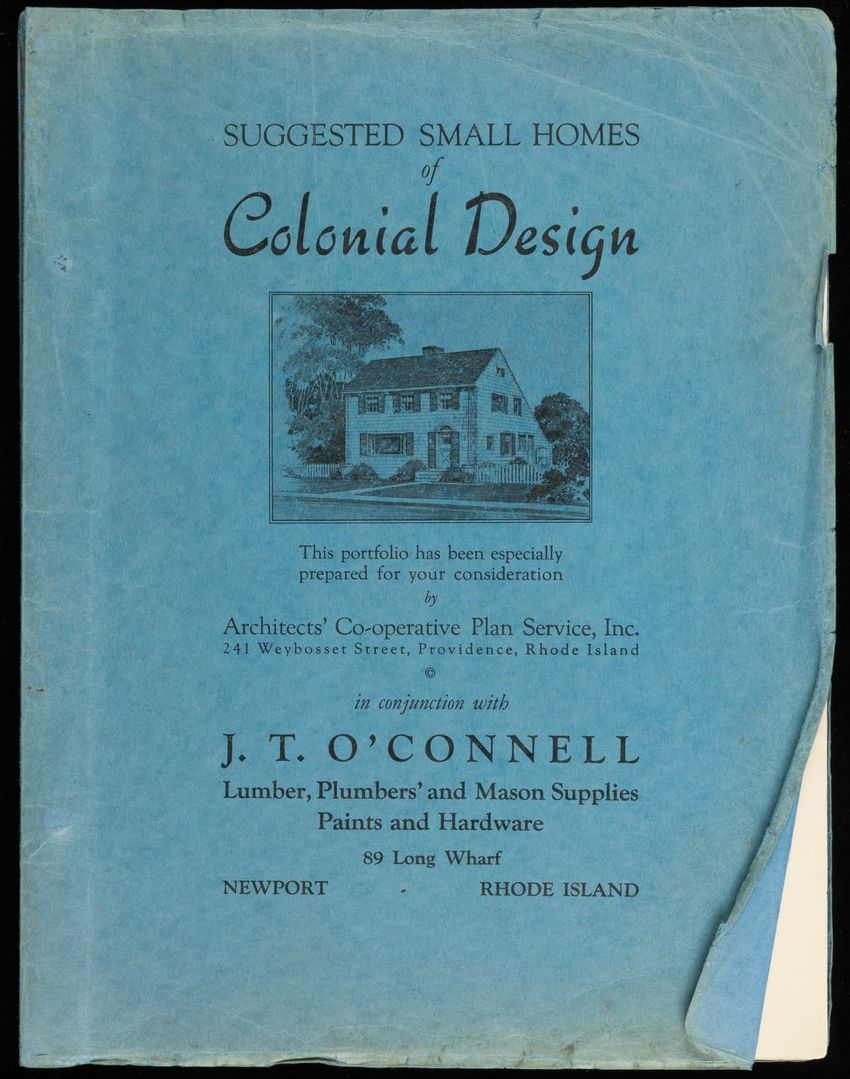 SUGGESTED SMALL HOMES
of
Colonial Design
This portfolio has been especially
prepared for your consideration
by
Architects' Co-operative Plan Service, Inc.
241 Weybosset Street, Providence, Rhode Island
©
in conjunction with
J. T. O'CONNELL
Lumber, Plumbers' and Mason Supplies
Paints and Hardware
89 Long Wharf
NEWPORT - RHODE ISLAND